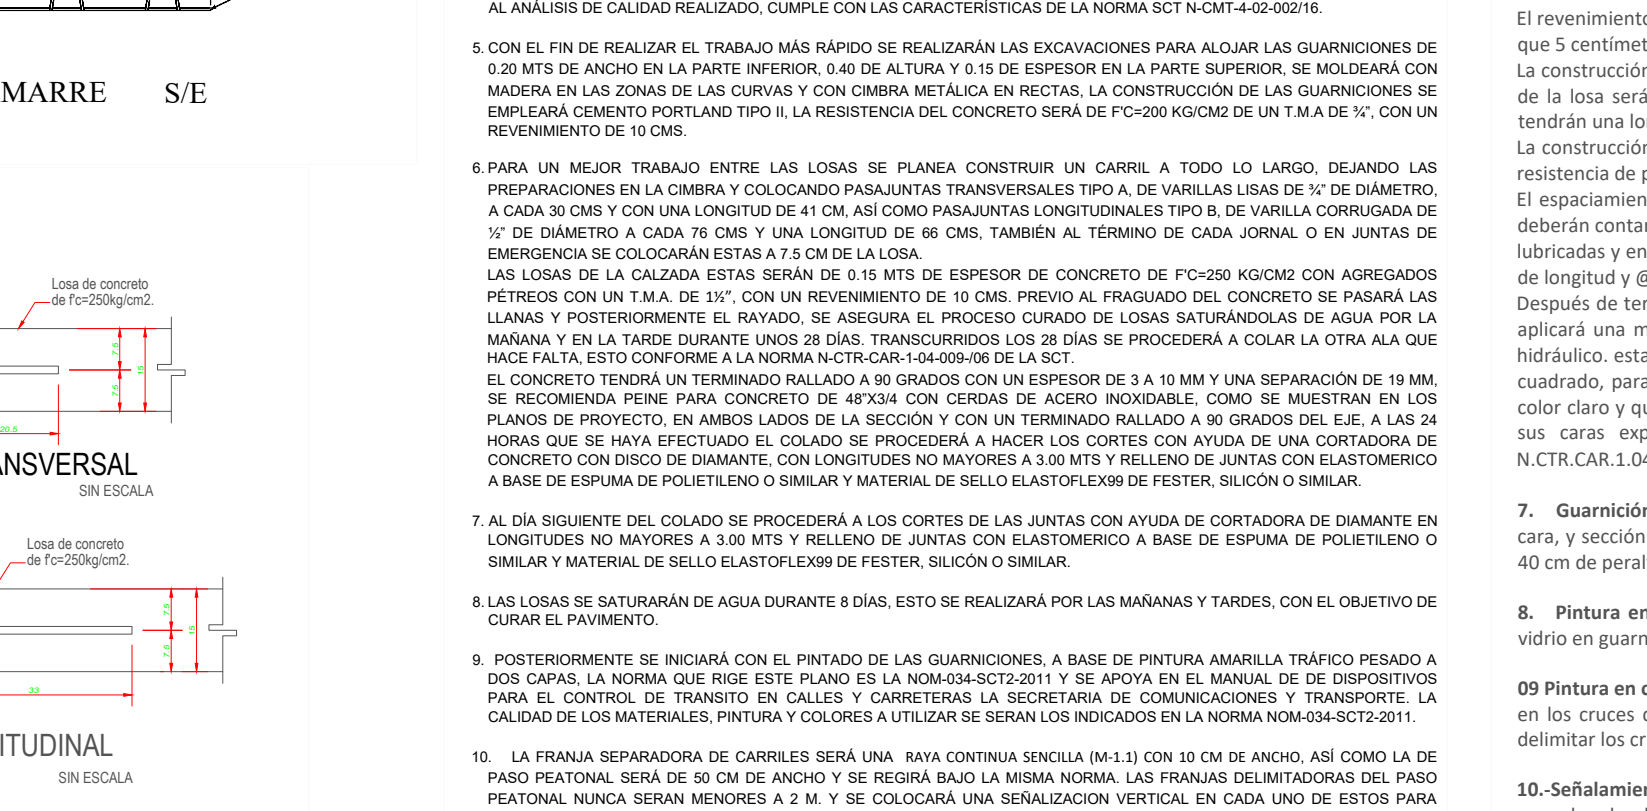 MARRE S/E
Losa de concreto
de f'c=250kg/cm2.
7.5
15
7.5
20.5
ANSVERSAL
SIN ESCALA
Losa de concreto
de f'c=250kg/cm2.
7.5
15
7.5
33
ITUDINAL
SIN ESCALA
AL ANÁLISIS DE CALIDAD REALIZADO, CUMPLE CON LAS CARACTERÍSTICAS DE LA NORMA SCT N-CMT-4-02-002/16.
5. CON EL FIN DE REALIZAR EL TRABAJO MÁS RÁPIDO SE REALIZARÁN LAS EXCAVACIONES PARA ALOJAR LAS GUARNICIONES DE
0.20 MTS DE ANCHO EN LA PARTE INFERIOR, 0.40 DE ALTURA Y 0.15 DE ESPESOR EN LA PARTE SUPERIOR, SE MOLDEARÁ CON
MADERA EN LAS ZONAS DE LAS CURVAS Y CON CIMBRA METÁLICA EN RECTAS, LA CONSTRUCCIÓN DE LAS GUARNICIONES SE
EMPLEARÁ CEMENTO PORTLAND TIPO II, LA RESISTENCIA DEL CONCRETO SERÁ DE F'C=200 KG/CM2 DE UN T.M.A DE ¾", CON UN
REVENIMIENTO DE 10 CMS.
6. PARA UN MEJOR TRABAJO ENTRE LAS LOSAS SE PLANEA CONSTRUIR UN CARRIL A TODO LO LARGO, DEJANDO LAS
PREPARACIONES EN LA CIMBRA Y COLOCANDO PASAJUNTAS TRANSVERSALES TIPO A, DE VARILLAS LISAS DE ¾" DE DIÁMETRO,
A CADA 30 CMS Y CON UNA LONGITUD DE 41 CM, ASÍ COMO PASAJUNTAS LONGITUDINALES TIPO B, DE VARILLA CORRUGADA DE
½" DE DIÁMETRO A CADA 76 CMS Y UNA LONGITUD DE 66 CMS, TAMBIÉN AL TÉRMINO DE CADA JORNAL O EN JUNTAS DE
EMERGENCIA SE COLOCARÁN ESTAS A 7.5 CM DE LA LOSA.
LAS LOSAS DE LA CALZADA ESTAS SERÁN DE 0.15 MTS DE ESPESOR DE CONCRETO DE F'C=250 KG/CM2 CON AGREGADOS
PÉTREOS CON UN T.M.A. DE 1½", CON UN REVENIMIENTO DE 10 CMS. PREVIO AL FRAGUADO DEL CONCRETO SE PASARÁ LAS
LLANAS Y POSTERIORMENTE EL RAYADO, SE ASEGURA EL PROCESO CURADO DE LOSAS SATURÁNDOLAS DE AGUA POR LA
MAÑANA Y EN LA TARDE DURANTE UNOS 28 DÍAS. TRANSCURRIDOS LOS 28 DÍAS SE PROCEDERÁ A COLAR LA OTRA ALA QUE
HACE FALTA, ESTO CONFORME A LA NORMA N-CTR-CAR-1-04-009-/06 DE LA SCT.
EL CONCRETO TENDRÁ UN TERMINADO RALLADO A 90 GRADOS CON UN ESPESOR DE 3 A 10 MM Y UNA SEPARACIÓN DE 19 MM,
SE RECOMIENDA PEINE PARA CONCRETO DE 48"X3/4 CON CERDAS DE ACERO INOXIDABLE, COMO SE MUESTRAN EN LOS
PLANOS DE PROYECTO, EN AMBOS LADOS DE LA SECCIÓN Y CON UN TERMINADO RALLADO A 90 GRADOS DEL EJE, A LAS 24
HORAS QUE SE HAYA EFECTUADO EL COLADO SE PROCEDERÁ A HACER LOS CORTES CON AYUDA DE UNA CORTADORA DE
CONCRETO CON DISCO DE DIAMANTE, CON LONGITUDES NO MAYORES A 3.00 MTS Y RELLENO DE JUNTAS CON ELASTOMERICO
A BASE DE ESPUMA DE POLIETILENO O SIMILAR Y MATERIAL DE SELLO ELASTOFLEX99 DE FESTER, SILICÓN O SIMILAR.
7. AL DÍA SIGUIENTE DEL COLADO SE PROCEDERÁ A LOS CORTES DE LAS JUNTAS CON AYUDA DE CORTADORA DE DIAMANTE EN
LONGITUDES NO MAYORES A 3.00 MTS Y RELLENO DE JUNTAS CON ELASTOMERICO A BASE DE ESPUMA DE POLIETILENO O
SIMILAR Y MATERIAL DE SELLO ELASTOFLEX99 DE FESTER, SILICÓN O SIMILAR.
8. LAS LOSAS SE SATURARÁN DE AGUA DURANTE 8 DÍAS, ESTO SE REALIZARÁ POR LAS MAÑANAS Y TARDES, CON EL OBJETIVO DE
CURAR EL PAVIMENTO.
9. POSTERIORMENTE SE INICIARÁ CON EL PINTADO DE LAS GUARNICIONES, A BASE DE PINTURA AMARILLA TRÁFICO PESADO A
DOS CAPAS, LA NORMA QUE RIGE ESTE PLANO ES LA NOM-034-SCT2-2011 Y SE APOYA EN EL MANUAL DE DE DISPOSITIVOS
PARA EL CONTROL DE TRANSITO EN CALLES Y CARRETERAS LA SECRETARIA DE COMUNICACIONES Y TRANSPORTE. LA
CALIDAD DE LOS MATERIALES, PINTURA Y COLORES A UTILIZAR SE SERAN LOS INDICADOS EN LA NORMA NOM-034-SCT2-2011.
10. LA FRANJA SEPARADORA DE CARRILES SERÁ UNA RAYA CONTINUA SENCILLA (M-1.1) CON 10 CM DE ANCHO, ASÍ COMO LA DE
PASO PEATONAL SERÁ DE 50 CM DE ANCHO Y SE REGIRÁ BAJO LA MISMA NORMA. LAS FRANJAS DELIMITADORAS DEL PASO
PEATONAL NUNCA SERAN MENORES A 2 M. Y SE COLOCARÁ UNA SEÑALIZACION VERTICAL EN CADA UNO DE ESTOS PARA
El revenimiento
que 5 centímet
La construcción
de la losa será
tendrán una lo
La construcción
resistencia de p
El espaciamien
deberán contar
lubricadas y en
de longitud y @
Después de ter
aplicará una m
hidráulico. esta
cuadrado, para
color claro y qu
sus caras exp
N.CTR.CAR.1.04
7. Guarnición
cara, y sección
40 cm de peral
8. Pintura en
vidrio en guarn
09 Pintura en c
en los cruces c
delimitar los cr
10.-Señalamien